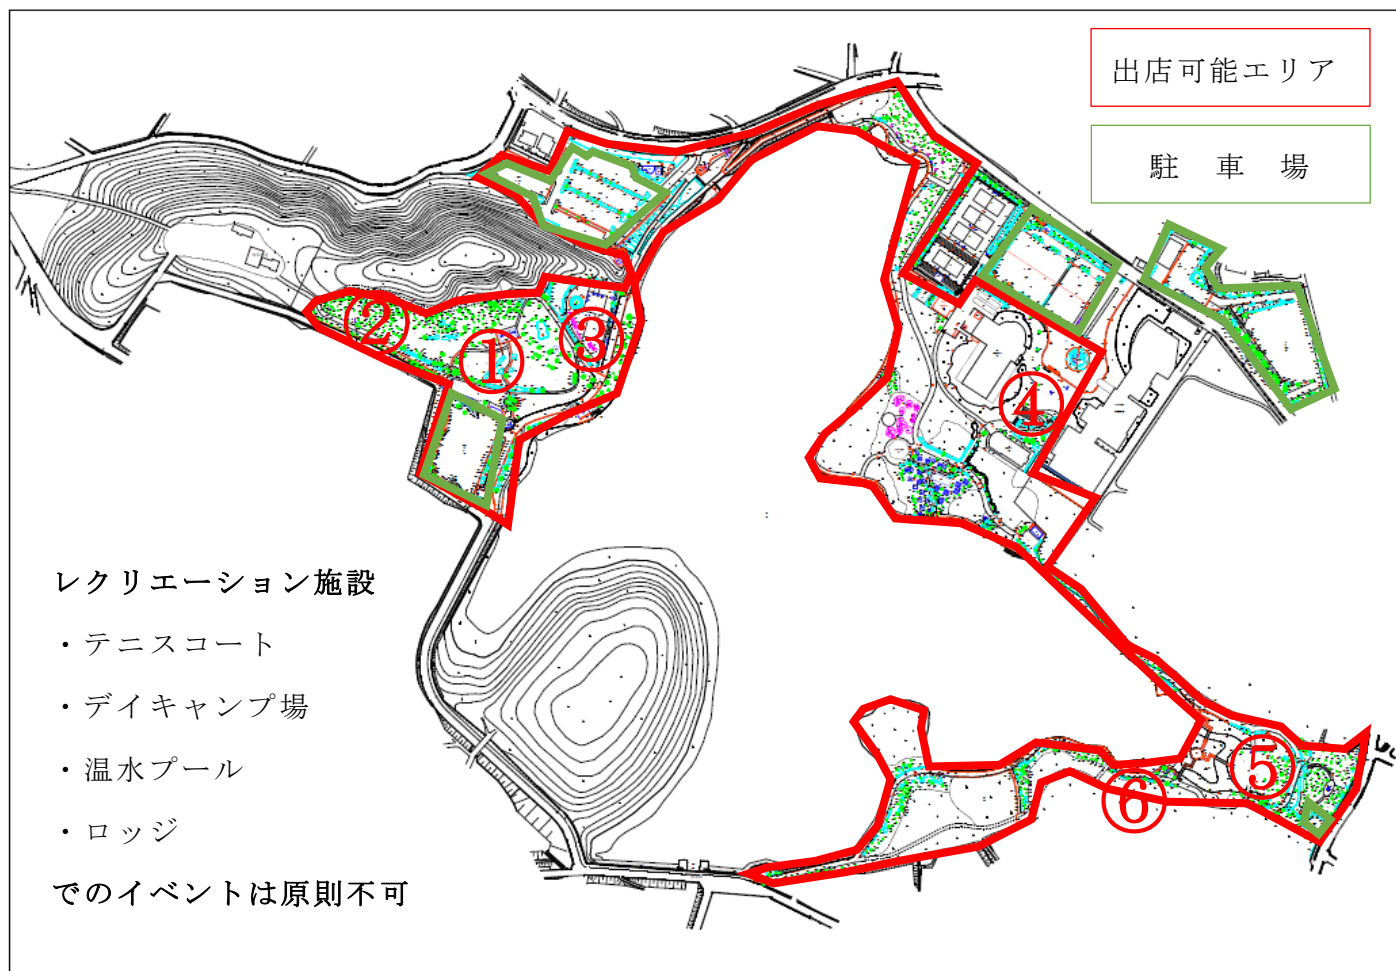 出店可能エリア
駐 車 場
②
①
③
④
レクリエーション施設
・テニスコート
・デイキャンプ場
・温水プール
・ロッジ
でのイベントは原則不可
⑤
⑥